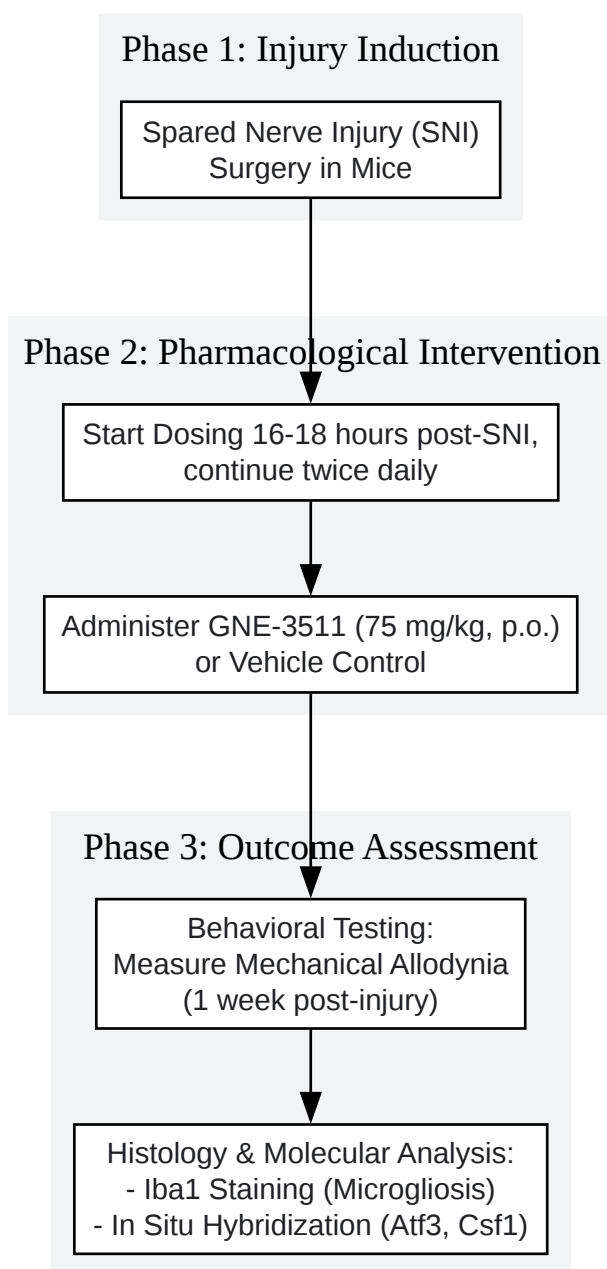 Phase 1: Injury Induction
Spared Nerve Injury (SNI)
Surgery in Mice
Phase 2: Pharmacological Intervention
Start Dosing 16-18 hours post-SNI,
continue twice daily
Administer GNE-3511 (75 mg/kg, p.o.)
or Vehicle Control
Phase 3: Outcome Assessment
Behavioral Testing:
Measure Mechanical Allodynia
(1 week post-injury)
Histology & Molecular Analysis:
- Iba1 Staining (Microgliosis)
- In Situ Hybridization (Atf3, Csf1)